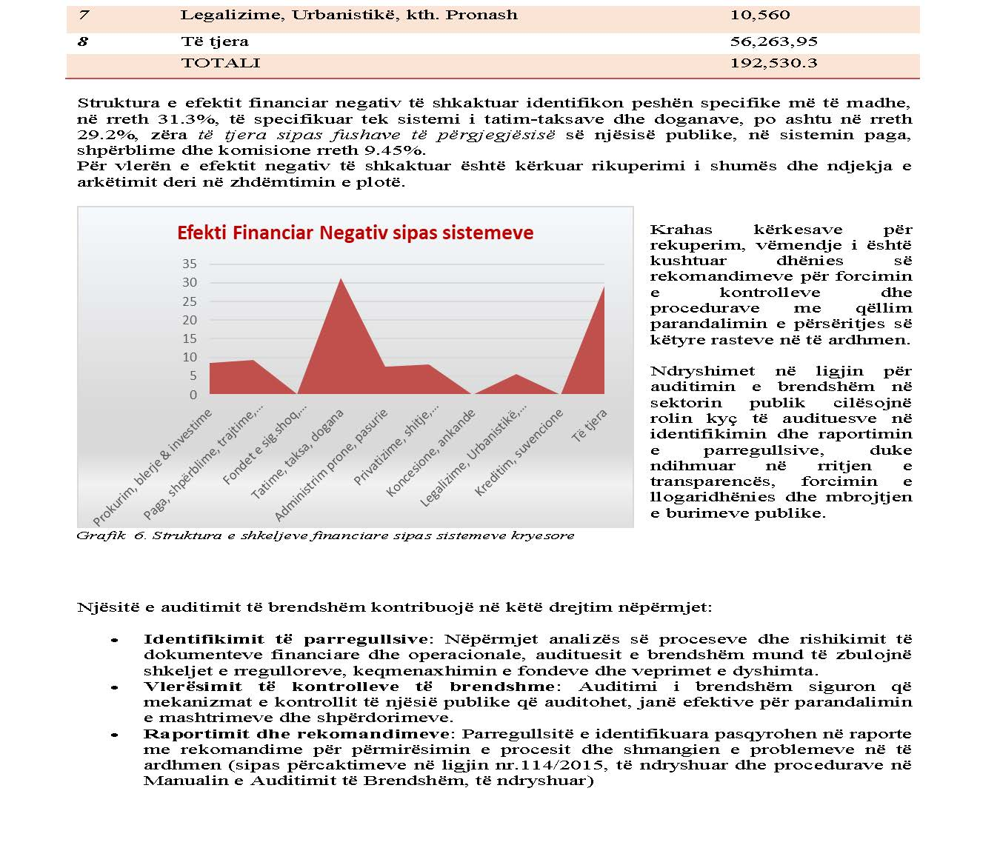 7 Legalizime, Urbanistikë, kth. Pronash 10,560
8 Të tjera 56,263,95
TOTALI 192,530.3
Struktura e efektit financiar negativ të shkaktuar identifikon peshën specifike më të madhe,
në rreth 31.3%, të specifikuar tek sistemi i tatim-taksave dhe doganave, po ashtu në rreth
29.2%, zëra të tjera sipas fushave të përgjegjësisë së njësisë publike, në sistemin paga,
shpërblime dhe komisione rreth 9.45%.
Për vlerën e efektit negativ të shkaktuar është kërkuar rikuperimi i shumës dhe ndjekja e
arkëtimit deri në zhdëmtimin e plotë.
Efekti Financiar Negativ sipas sistemeve
35
30
25
20
15
10
5
0
Prokurim, blerje & investime
Paga, shpërblime, trajtime,...
Fondet e sig.shoq,...
Tatime, taksa, dogana
Administrim prone, pasurie
Privatizime, shitje,...
Koncesione, ankande
Legalizime, Urbanistikë,...
Kreditim, suvencione
Të tjera
Grafik 6. Struktura e shkeljeve financiare sipas sistemeve kryesore
Krahas kërkesave për
rekuperim, vëmendje i është
kushtuar dhënies së
rekomandimeve për forcimin
e kontrolleve dhe
procedurave me qëllim
parandalimin e përsëritjes së
këtyre rasteve në të ardhmen.
Ndryshimet në ligjin për
auditimin e brendshëm në
sektorin publik cilësojnë
rolin kyç të audituesve në
identifikimin dhe raportimin
e parregullsive, duke
ndihmuar në rritjen e
transparencës, forcimin e
llogaridhënies dhe mbrojtjen
e burimeve publike.
Njësitë e auditimit të brendshëm kontribuojë në këtë drejtim nëpërmjet:
• Identifikimit të parregullsive: Nëpërmjet analizës së proceseve dhe rishikimit të
dokumenteve financiare dhe operacionale, audituesit e brendshëm mund të zbulojnë
shkeljet e rregulloreve, keqmenaxhimin e fondeve dhe veprimet e dyshimta.
• Vlerësimit të kontrolleve të brendshme: Auditimi i brendshëm siguron që
mekanizmat e kontrollit të njësië publike që auditohet, janë efektive për parandalimin
e mashtrimeve dhe shpërdorimeve.
• Raportimit dhe rekomandimeve: Parregullsitë e identifikuara pasqyrohen në raporte
me rekomandime për përmirësimin e procesit dhe shmangien e problemeve në të
ardhmen (sipas përcaktimeve në ligjin nr.114/2015, të ndryshuar dhe procedurave në
Manualin e Auditimit të Brendshëm, të ndryshuar)